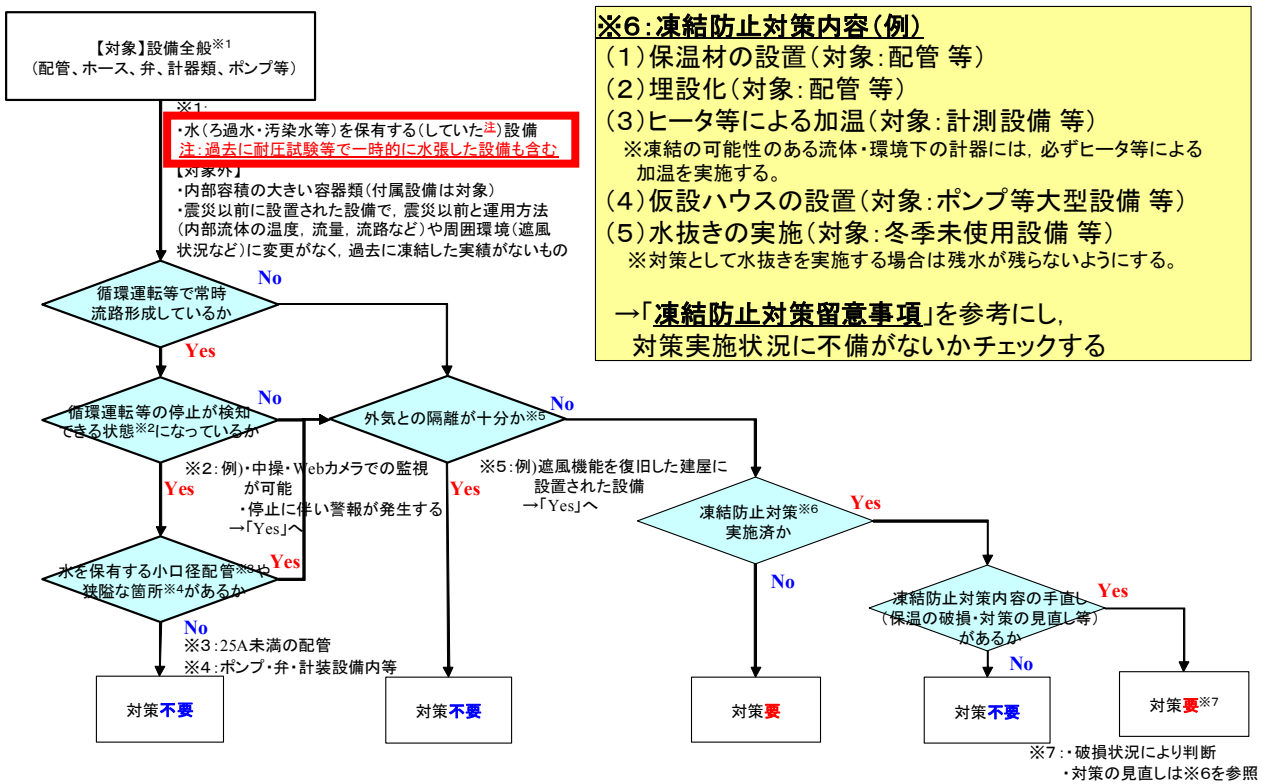 【対象】設備全般※1
（配管、ホース、弁、計器類、ポンプ等）
※1:
・水（ろ過水・汚染水等）を保有する（していた注）設備
注：過去に耐圧試験等で一時的に水張した設備も含む
【対象外】
・内部容積の大きい容器類（付属設備は対象）
・震災以前に設置された設備で，震災以前と運用方法
（内部流体の温度，流量，流路など）や周囲環境（遮風
状況など）に変更がなく，過去に凍結した実績がないもの
※6：凍結防止対策内容（例）
（1）保温材の設置（対象：配管 等）
（2）埋設化（対象：配管 等）
（3）ヒータ等による加温（対象：計測設備 等）
※凍結の可能性のある流体・環境下の計器には，必ずヒータ等による
加温を実施する。
（4）仮設ハウスの設置（対象：ポンプ等大型設備 等）
（5）水抜きの実施（対象：冬季未使用設備 等）
※対策として水抜きを実施する場合は残水が残らないようにする。
→「凍結防止対策留意事項」を参考にし，
対策実施状況に不備がないかチェックする
循環運転等で常時
流路形成しているか
No
Yes
循環運転等の停止が検知
できる状態※2になっているか
No
Yes
※2：例）・中操・Webカメラでの監視
が可能
・停止に伴い警報が発生する
→「Yes」へ
水を保有する小口径配管※3や
狭隘な箇所※4があるか
Yes
No
※3：25A未満の配管
※4：ポンプ・弁・計装設備内等
対策不要
外気との隔離が十分か※5
No
Yes
※5：例）遮風機能を復旧した建屋に
設置された設備
→「Yes」へ
対策不要
凍結防止対策※6
実施済か
Yes
No
対策要
凍結防止対策内容の手直し
（保温の破損・対策の見直し等）
があるか
Yes
No
対策不要
対策要※7
※7：・破損状況により判断
・対策の見直しは※6を参照